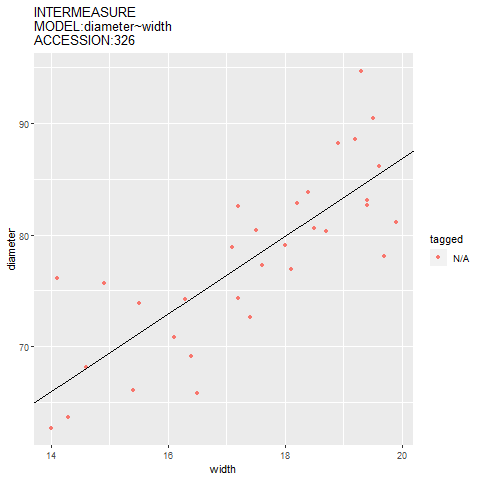 INTERMEASURE
MODEL:diameter~width
ACCESSION:326
90
80
70
diameter
14 16 18 20
width
tagged
N/A